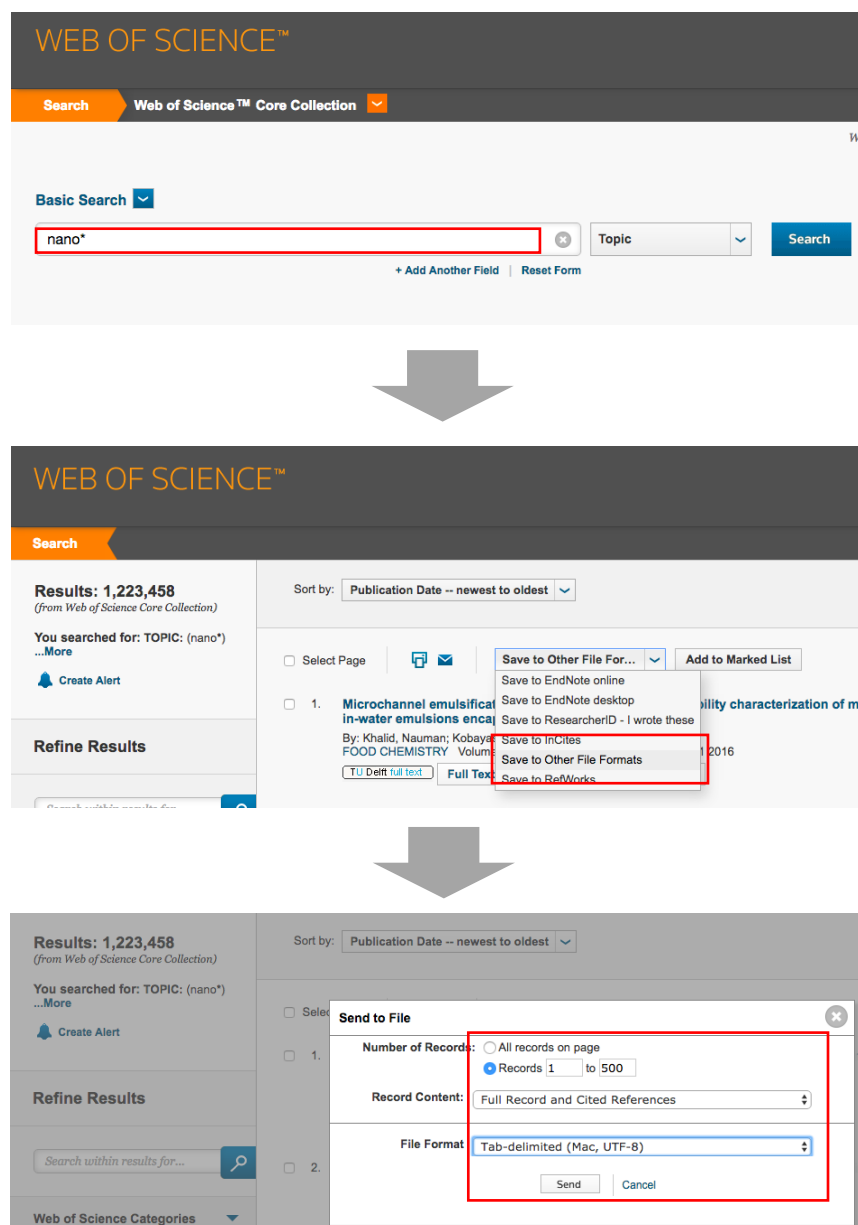 WEB OF SCIENCE™
Search Web of Science™ Core Collection
W
Basic Search
nano* Topic Search
+ Add Another Field | Reset Form
WEB OF SCIENCE™
Search
Results: 1,223,458
(from Web of Science Core Collection)
You searched for: TOPIC: (nano*)
...More
Create Alert
Refine Results
Search within results for...
Sort by: Publication Date -- newest to oldest
Select Page Save to Other File For... Add to Marked List
Save to EndNote online
Save to EndNote desktop
Save to ResearcherID - I wrote these
Save to InCites
Save to Other File Formats
Save to RefWorks
1. Microchannel emulsificat bility characterization of m
in-water emulsions encap
By: Khalid, Nauman; Kobaya
FOOD CHEMISTRY Volume 2016
TU Delft full text Full Text
Results: 1,223,458
(from Web of Science Core Collection)
You searched for: TOPIC: (nano*)
...More
Create Alert
Refine Results
Search within results for...
Web of Science Categories
Sort by: Publication Date -- newest to oldest
Selec
1.
2.
Send to File
Number of Records: All records on page
Records 1 to 500
Record Content: Full Record and Cited References
File Format Tab-delimited (Mac, UTF-8)
Send Cancel